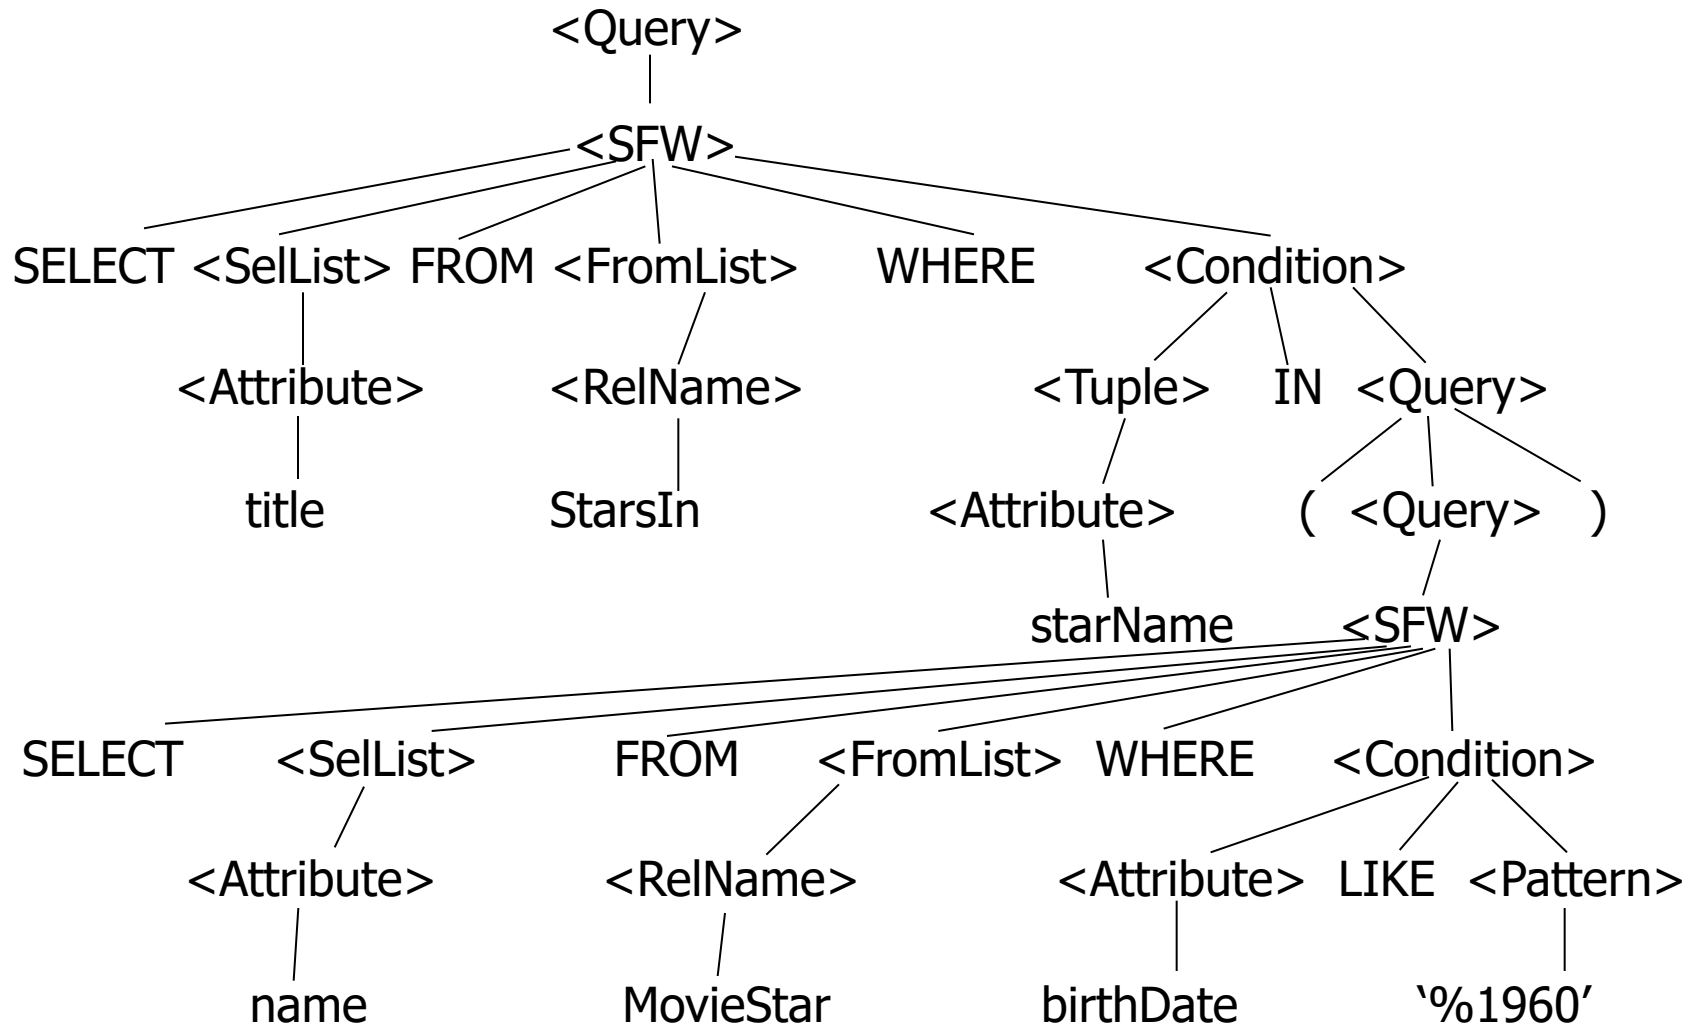 <Query>
<SFW>
SELECT <SelList> FROM <FromList> WHERE <Condition>
<Attribute> <RelName> <Tuple> IN <Query>
title StarsIn <Attribute> ( <Query> )
starName <SFW>
SELECT <SelList> FROM <FromList> WHERE <Condition>
<Attribute> <RelName> <Attribute> LIKE <Pattern>
name MovieStar birthDate ‘%1960’